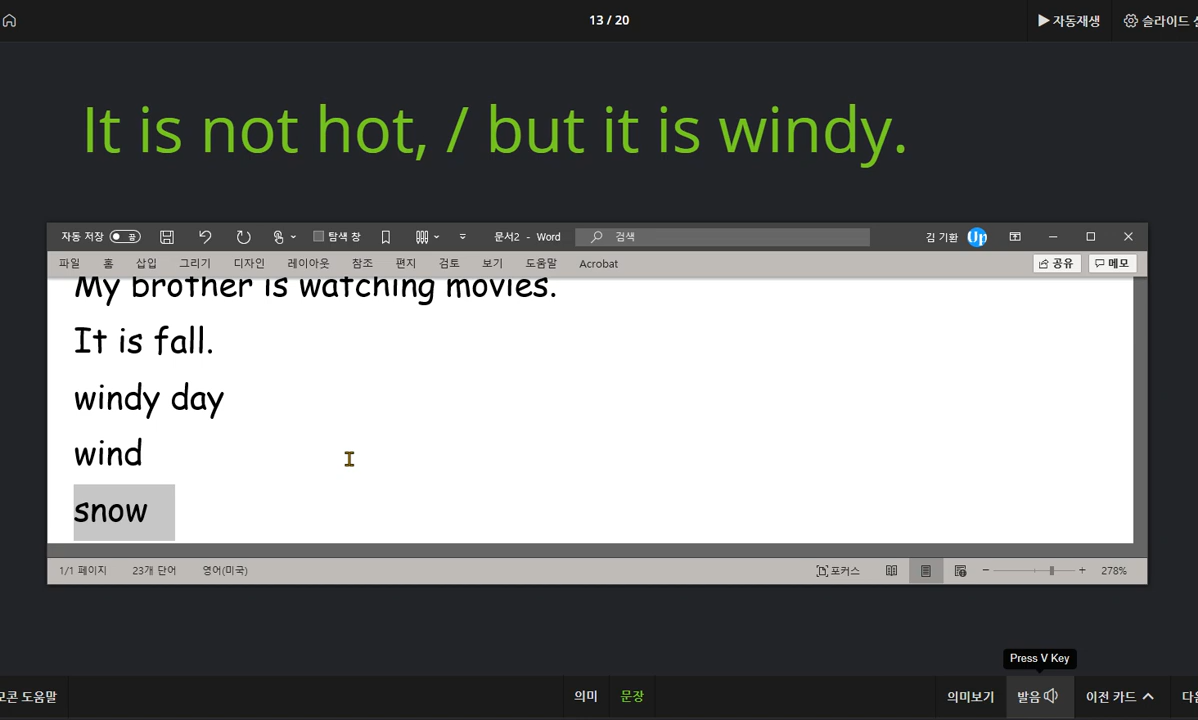 13 / 20
▶ 자동재생
슬라이드
It is not hot, / but it is windy.
자동 저장 끔
탐색 창
문서2 - Word
검색
김 기환
Up
파일 홈 삽입 그리기 디자인 레이아웃 참조 편지 검토 보기 도움말 Acrobat
공유
메모
My brother is watching movies.
It is fall.
windy day
wind
snow
1/1 페이지 23개 단어 영어(미국)
포커스
- + 278%
Press V Key
도움말
의미 문장
의미보기 발음 이전 카드